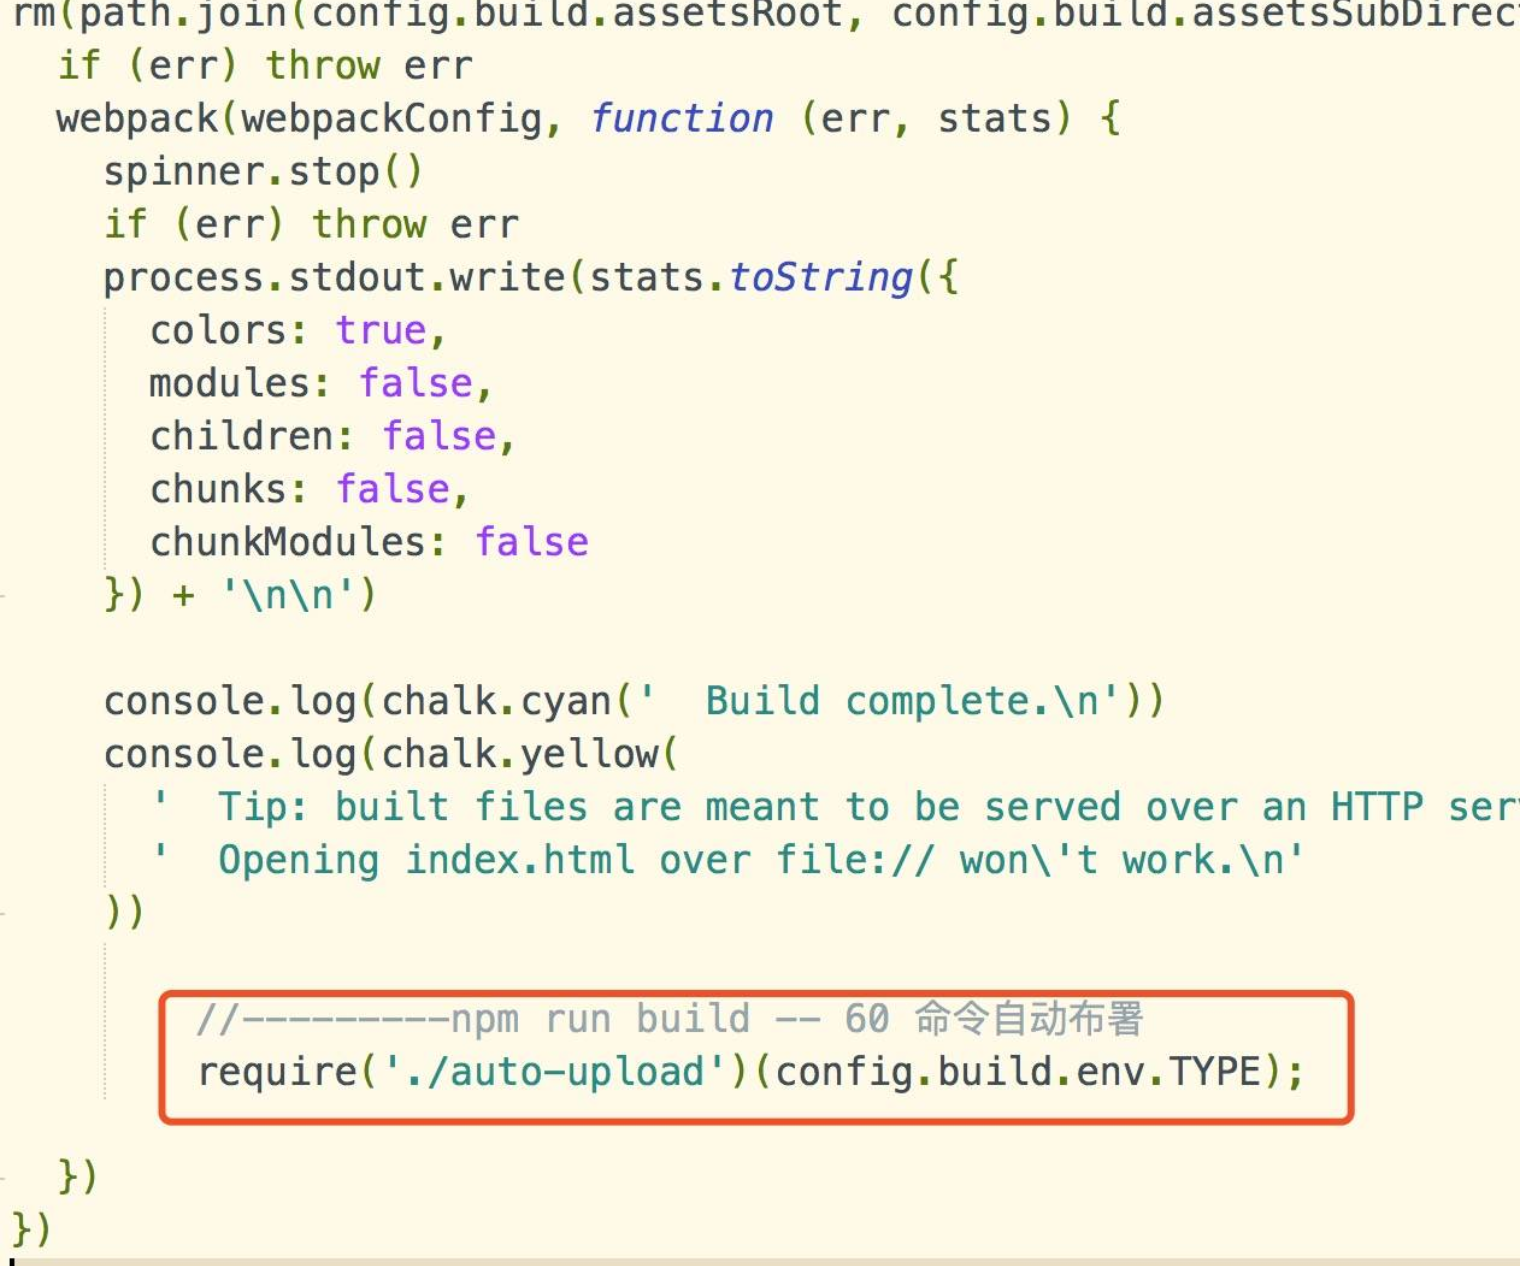 rm(path.join(config.build.assetsRoot, config.build.assetsSubDirec
if (err) throw err
webpack(webpackConfig, function (err, stats) {
spinner.stop()
if (err) throw err
process.stdout.write(stats.toString({
colors: true,
modules: false,
children: false,
chunks: false,
chunkModules: false
}) + '\n\n')
console.log(chalk.cyan('  Build complete.\n'))
console.log(chalk.yellow(
'  Tip: built files are meant to be served over an HTTP ser
'  Opening index.html over file:// won\'t work.\n'
))
//---------npm run build -- 60 命令自动布署
require('./auto-upload')(config.build.env.TYPE);
})
})